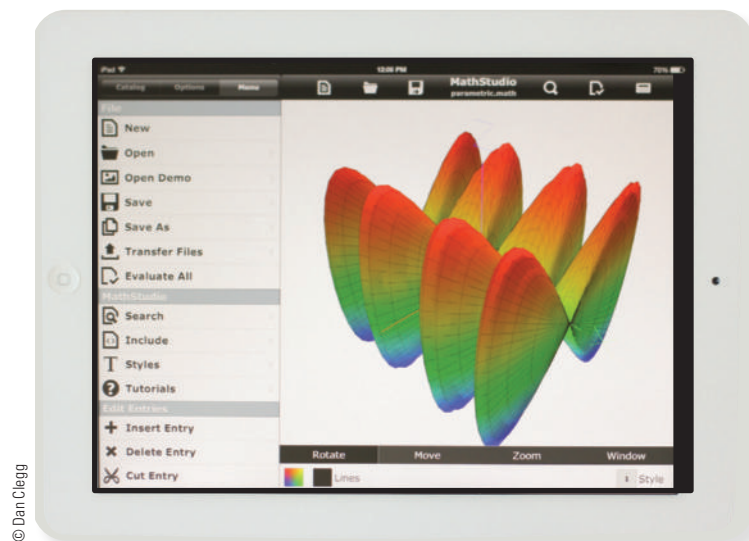 iPad
12:08 PM
70%
Catalog Options Menu
MathStudio
parametric.math
File
New
Open
Open Demo
Save
Save As
Transfer Files
Evaluate All
MathStudio
Search
Include
Styles
Tutorials
Edit Entries
Insert Entry
Delete Entry
Cut Entry
Rotate Move Zoom Window
Lines
Style
© Dan Clegg